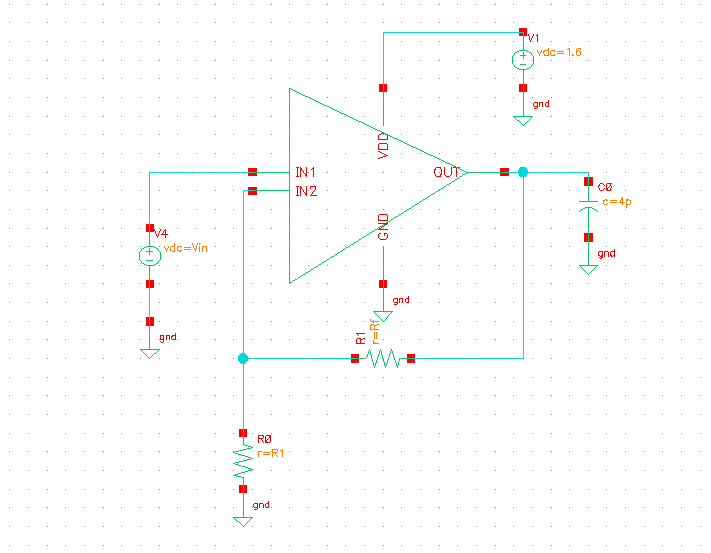 V1
vdc=1.6
gnd
VDD
IN1
OUT
IN2
C0
c=4p
GND
V4
vdc=Vin
gnd
gnd
gnd
R1
r=Rf
R0
r=R1
gnd